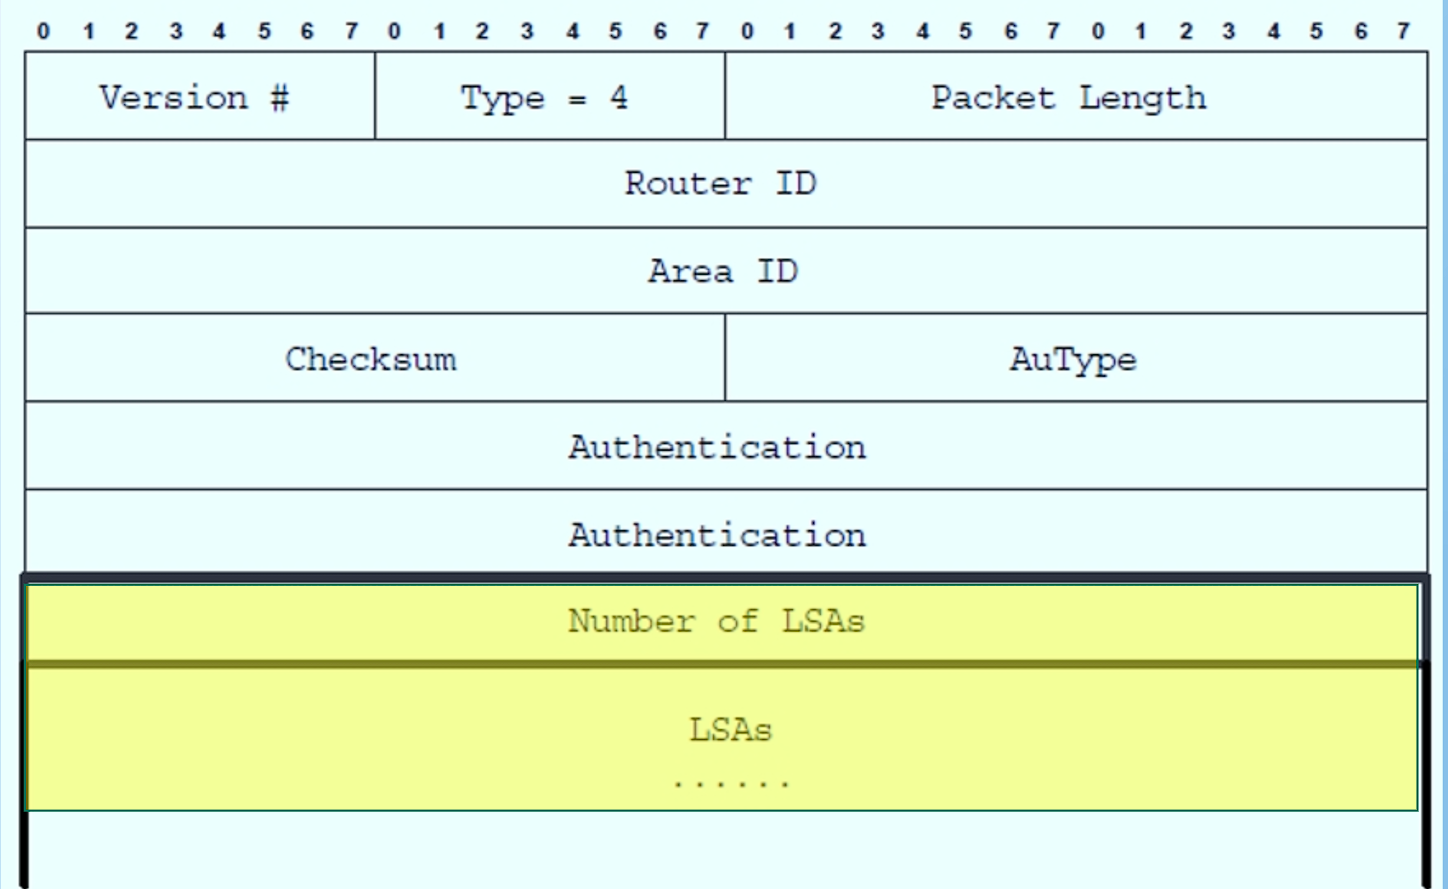 0 1 2 3 4 5 6 7 0 1 2 3 4 5 6 7 0 1 2 3 4 5 6 7 0 1 2 3 4 5 6 7
Version # Type = 4 Packet Length
Router ID
Area ID
Checksum AuType
Authentication
Authentication
Number of LSAs
LSAs
......